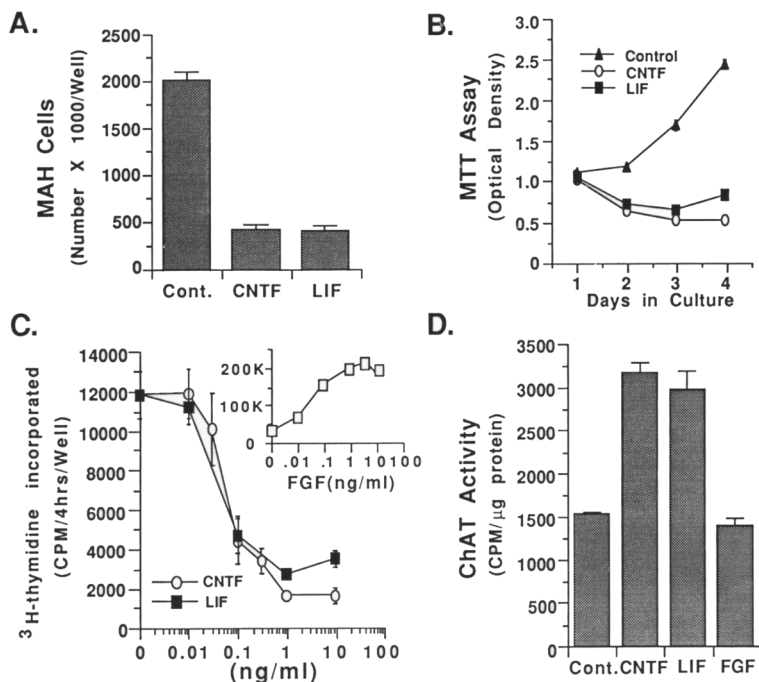 A.
MAH Cells
(Number X 1000/Well)
2500
2000
1500
1000
500
0
Cont. CNTF LIF
B.
MTT Assay
(Optical Density)
3.0
2.5
2.0
1.5
1.0
0.5
0.0
Control
CNTF
LIF
1 2 3 4
Days in Culture
C.
3H-thymidine incorporated
(CPM/4hrs/Well)
14000
12000
10000
8000
6000
4000
2000
0
CNTF
LIF
0 0.01 0.1 1 10 100
(ng/ml)
200K
100K
0
0 .01 .1 1 10 100
FGF(ng/ml)
D.
ChAT Activity
(CPM/µg protein)
3500
3000
2500
2000
1500
1000
500
0
Cont. CNTF LIF FGF